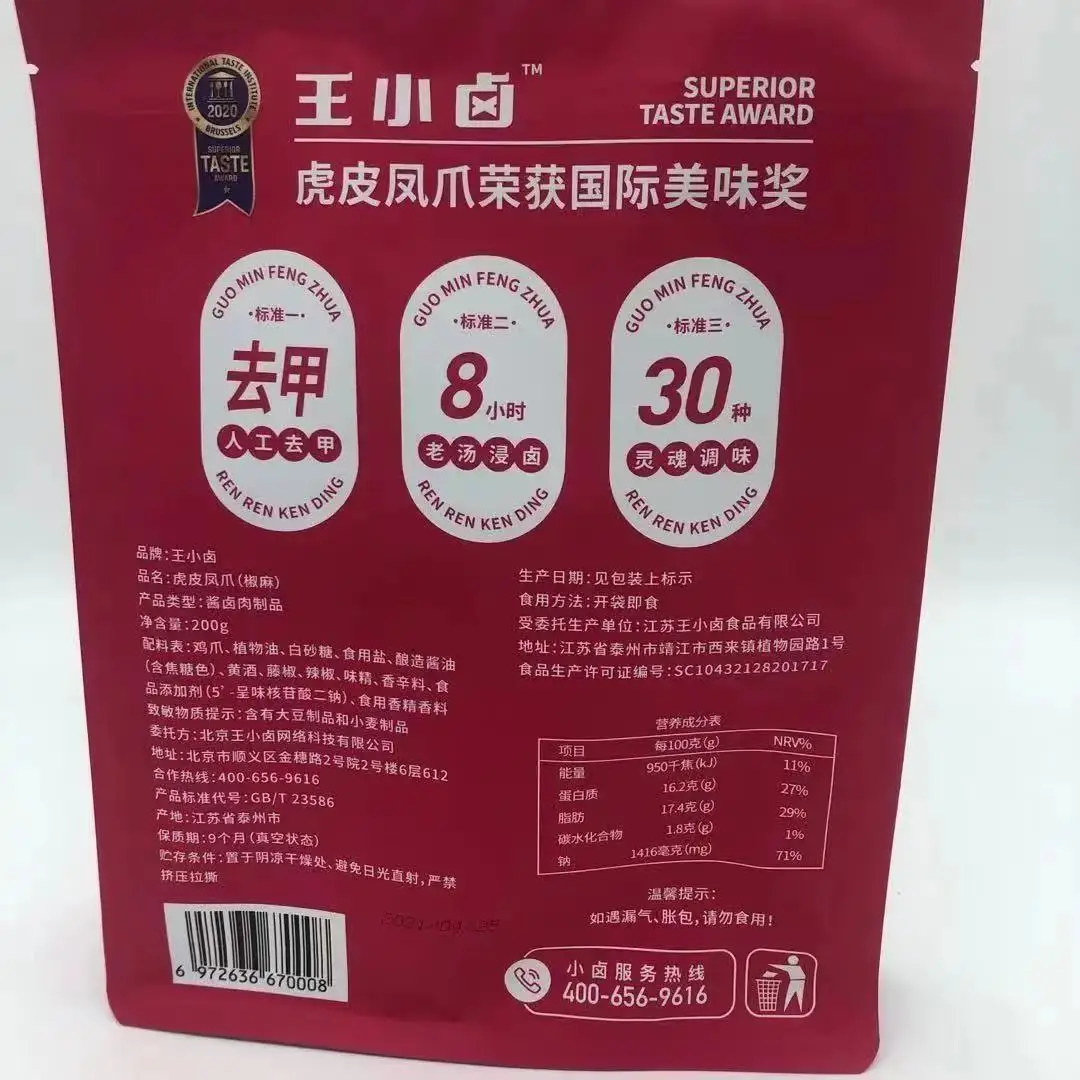 INTERNATIONAL TASTE INSTITUTE
2020
BRUSSELS
SUPERIOR
TASTE
AWARD
王小卤™
SUPERIOR
TASTE AWARD
虎皮凤爪荣获国际美味奖
GUO MIN FENG ZHUA
·标准一·
去甲
人工去甲
REN REN KEN DING
GUO MIN FENG ZHUA
·标准二·
8小时
老汤浸卤
REN REN KEN DING
GUO MIN FENG ZHUA
·标准三·
30种
灵魂调味
REN REN KEN DING
品牌:王小卤
品名:虎皮凤爪(椒麻)
产品类型:酱卤肉制品
净含量:200g
配料表:鸡爪、植物油、白砂糖、食用盐、酿造酱油
(含焦糖色)、黄酒、藤椒、辣椒、味精、香辛料、食
品添加剂(5'-呈味核苷酸二钠)、食用香精香料
致敏物质提示:含有大豆制品和小麦制品
委托方:北京王小卤网络科技有限公司
地址:北京市顺义区金穗路2号院2号楼6层612
合作热线:400-656-9616
产品标准代号:GB/T 23586
产地:江苏省泰州市
保质期:9个月(真空状态)
贮存条件:置于阴凉干燥处、避免日光直射,严禁
挤压拉撕
生产日期:见包装上标示
食用方法:开袋即食
受委托生产单位:江苏王小卤食品有限公司
地址:江苏省泰州市靖江市西来镇植物园路1号
食品生产许可证编号:SC10432128201717
营养成分表
项目 每100克(g) NRV%
能量 950千焦(kJ) 11%
蛋白质 16.2克(g) 27%
脂肪 17.4克(g) 29%
碳水化合物 1.8克(g) 1%
钠 1416毫克(mg) 71%
温馨提示:
如遇漏气、胀包,请勿食用!
6 972636 670008
小卤服务热线
400-656-9616